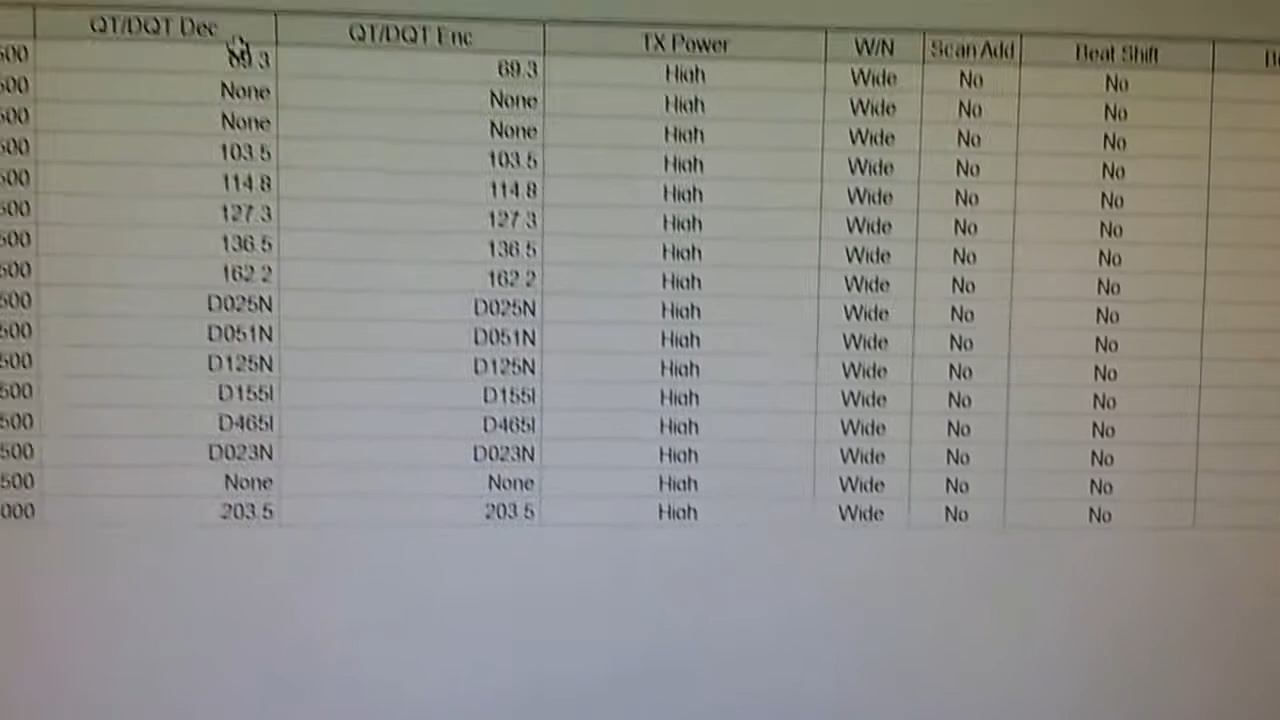 QT/DQT Dec QT/DQT Enc TX Power W/N Scan Add Beat Shift
500 69.3 69.3 High Wide No No
500 None None High Wide No No
500 None None High Wide No No
500 103.5 103.5 High Wide No No
500 114.8 114.8 High Wide No No
500 127.3 127.3 High Wide No No
500 136.5 136.5 High Wide No No
500 162.2 162.2 High Wide No No
500 D025N D025N High Wide No No
500 D051N D051N High Wide No No
500 D125N D125N High Wide No No
500 D155I D155I High Wide No No
500 D465I D465I High Wide No No
500 D023N D023N High Wide No No
500 None None High Wide No No
000 203.5 203.5 High Wide No No